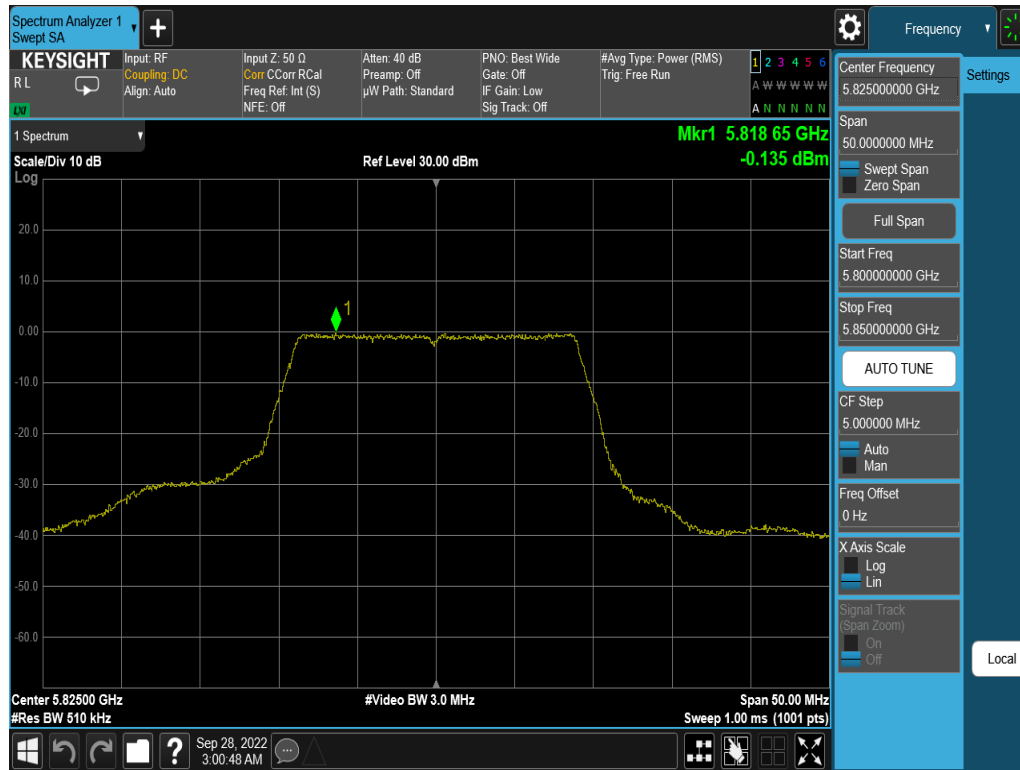 Spectrum Analyzer 1
Swept SA
+
Frequency
KEYSIGHT
R L
LXI
Input: RF
Coupling: DC
Align: Auto
Input Z: 50 Ω
Corr CCorr RCal
Freq Ref: Int (S)
NFE: Off
Atten: 40 dB
Preamp: Off
µW Path: Standard
PNO: Best Wide
Gate: Off
IF Gain: Low
Sig Track: Off
#Avg Type: Power (RMS)
Trig: Free Run
1 2 3 4 5 6
A W W W W W
A N N N N N
1 Spectrum
Scale/Div 10 dB
Log
Ref Level 30.00 dBm
Mkr1 5.818 65 GHz
-0.135 dBm
20.0
10.0
0.00
-10.0
-20.0
-30.0
-40.0
-50.0
-60.0
1
Center 5.82500 GHz
#Res BW 510 kHz
#Video BW 3.0 MHz
Span 50.00 MHz
Sweep 1.00 ms (1001 pts)
Center Frequency
5.825000000 GHz
Settings
Span
50.0000000 MHz
Swept Span
Zero Span
Full Span
Start Freq
5.800000000 GHz
Stop Freq
5.850000000 GHz
AUTO TUNE
CF Step
5.000000 MHz
Auto
Man
Freq Offset
0 Hz
X Axis Scale
Log
Lin
Signal Track
(Span Zoom)
On
Off
Local
?
Sep 28, 2022
3:00:48 AM